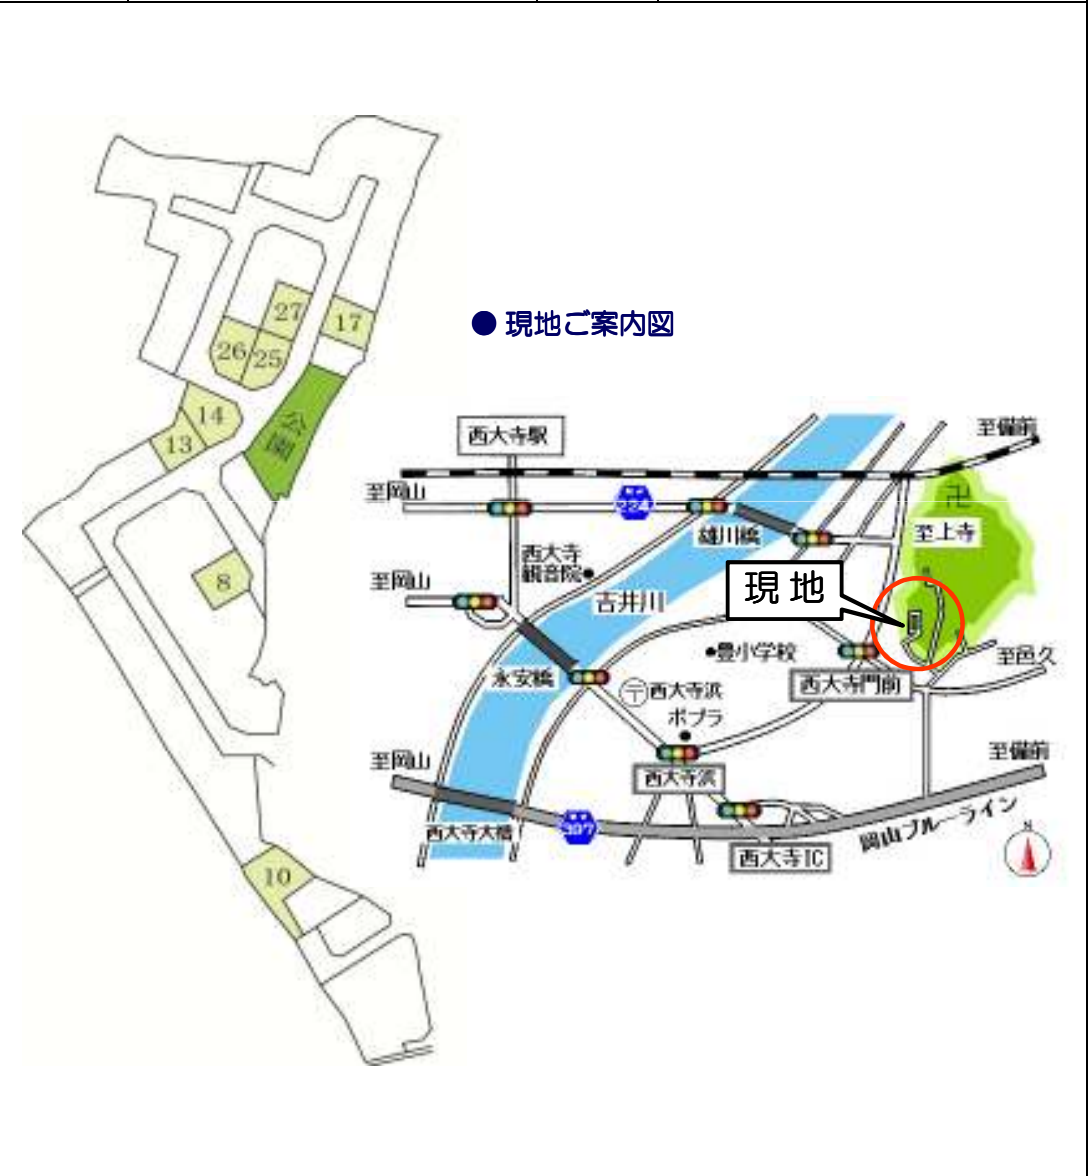 27
17
26
25
14
13
公園
8
10
● 現地ご案内図
西大寺駅
至備前
至岡山
224
雄川橋
卍
至上寺
西大寺
観音院
至岡山
吉井川
現地
豊小学校
至邑久
永安橋
〒西大寺浜
西大寺門前
ポプラ
至岡山
西大寺浜
至備前
西大寺大橋
397
岡山ブルーライン
西大寺IC
N